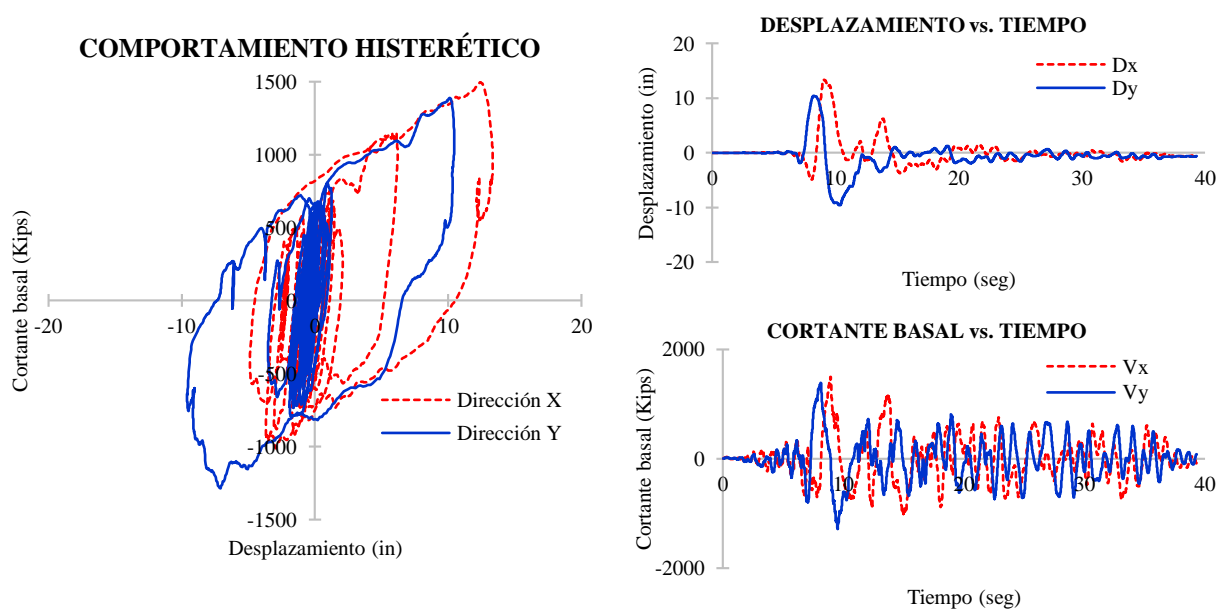 COMPORTAMIENTO HISTERÉTICO
1500
1000
500
0
-500
-1000
-1500
-20
-10
0
10
20
Cortante basal (Kips)
Desplazamiento (in)
Dirección X
Dirección Y
DESPLAZAMIENTO vs. TIEMPO
20
10
0
-10
-20
0
10
20
30
40
Desplazamiento (in)
Tiempo (seg)
Dx
Dy
CORTANTE BASAL vs. TIEMPO
2000
0
-2000
0
10
20
30
40
Cortante basal (Kips)
Tiempo (seg)
Vx
Vy